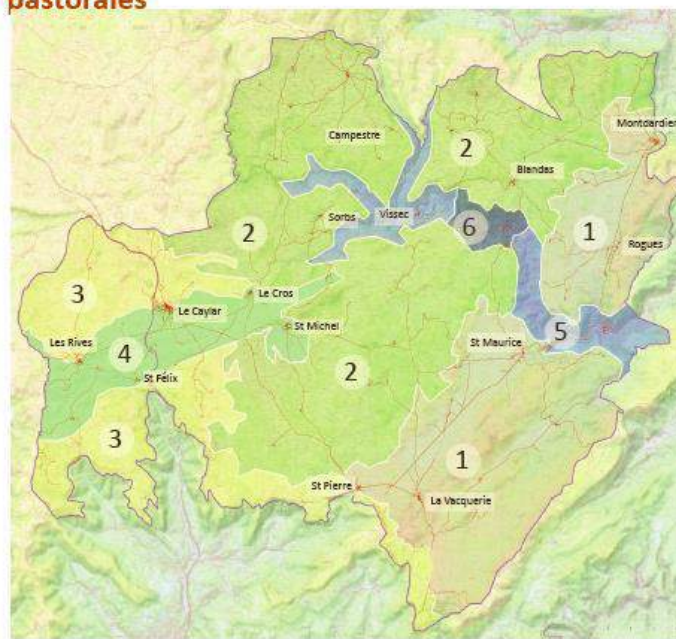 pastorales
Montdardier
Campestre
2
Blandas
Sorbs
Vissec
6
1
2
Rogues
3
Le Cros
Le Caylar
Les Rives
St Michel
5
4
St Maurice
St Félix
2
3
1
St Pierre
La Vacquerie